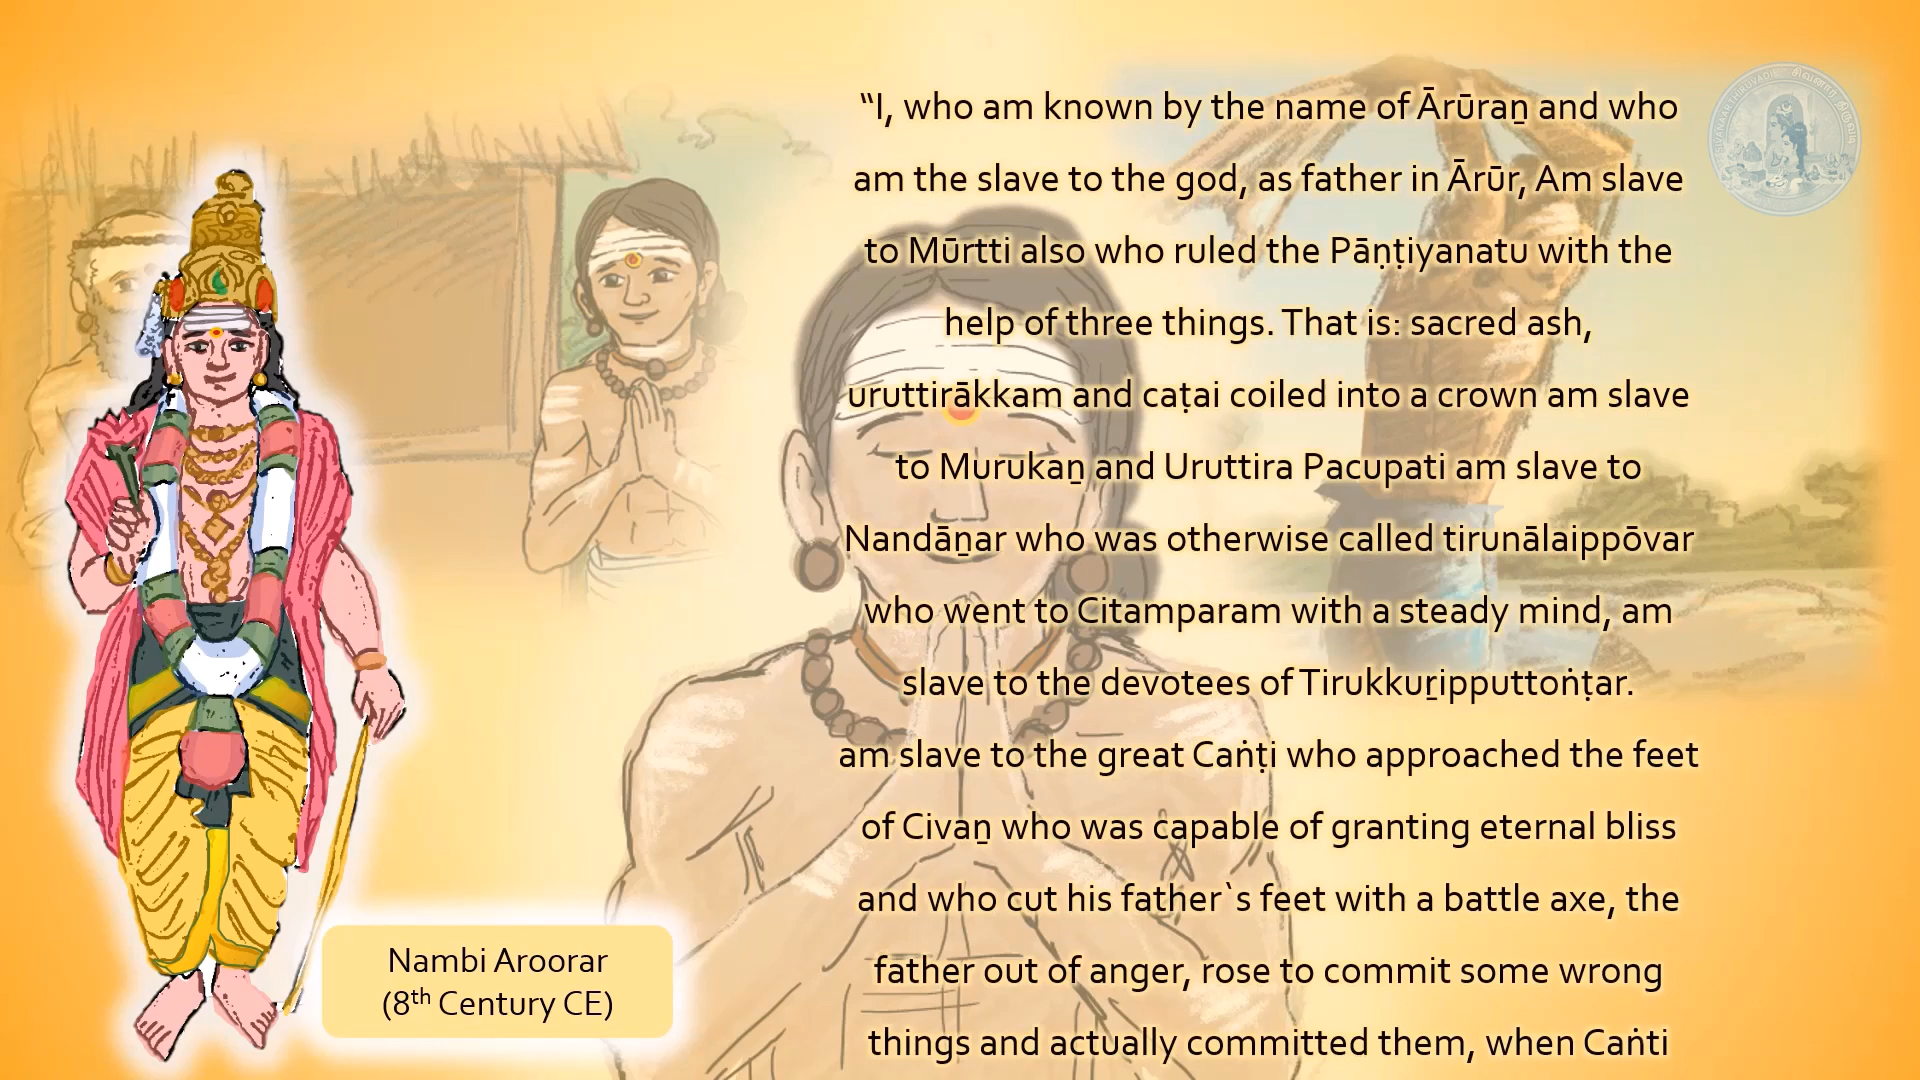 “I, who am known by the name of Ārūraṉ and who
am the slave to the god, as father in Ārūr, Am slave
to Mūrtti also who ruled the Pāṇṭiyanatu with the
help of three things. That is: sacred ash,
uruttirākkam and caṭai coiled into a crown am slave
to Murukaṉ and Uruttira Pacupati am slave to
Nandāṉar who was otherwise called tirunālaippōvar
who went to Citamparam with a steady mind, am
slave to the devotees of Tirukkuṟipputtoṅṭar.
am slave to the great Caṅṭi who approached the feet
of Civaṉ who was capable of granting eternal bliss
and who cut his father`s feet with a battle axe, the
father out of anger, rose to commit some wrong
things and actually committed them, when Caṅti
Nambi Aroorar
(8th Century CE)